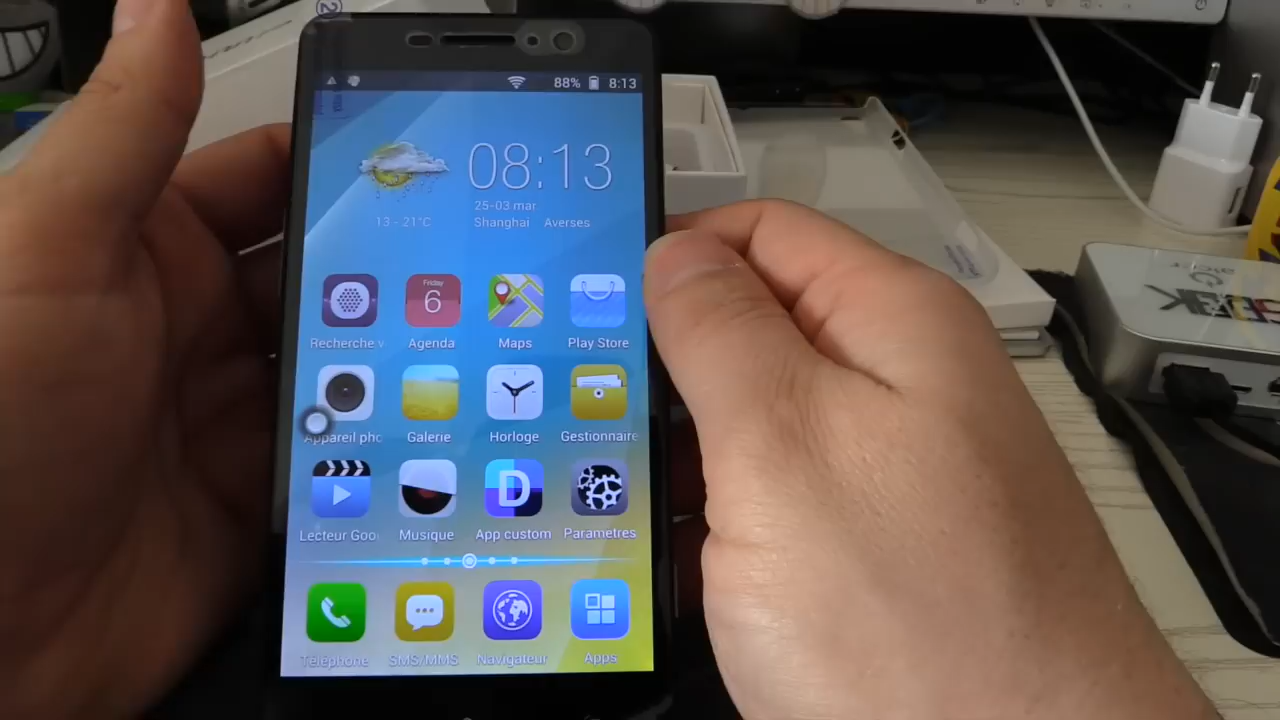 88% 8:13
08:13
25-03 mar.
13 - 21°C Shanghai Averses
Friday
6
Recherche v Agenda Maps Play Store
Appareil pho Galerie Horloge Gestionnaire
D
Lecteur Goo Musique App custom Parametres
Téléphone SMS/MMS Navigateur Apps